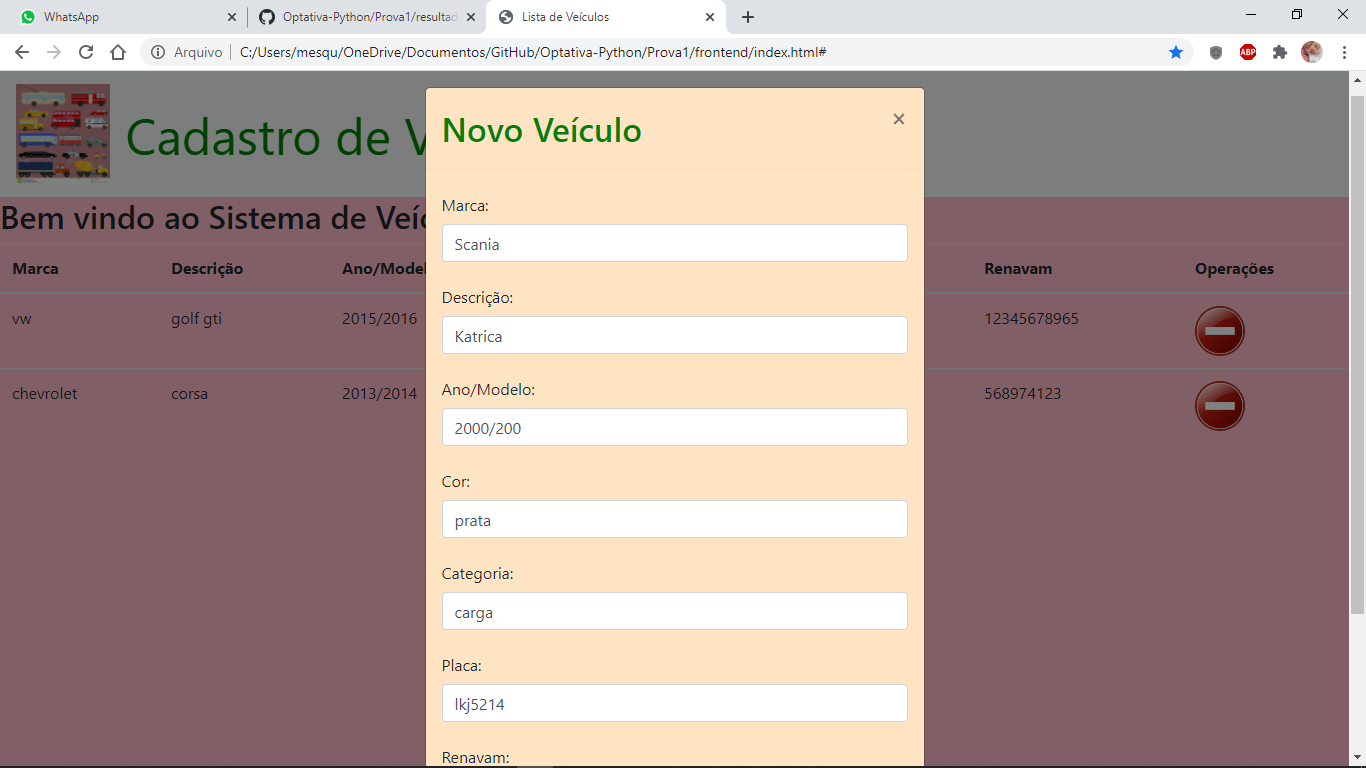 WhatsApp
Optativa-Python/Prova1/resultad
Lista de Veículos
Arquivo
C:/Users/mesqu/OneDrive/Documentos/GitHub/Optativa-Python/Prova1/frontend/index.html#
ABP
Cadastro de V
Bem vindo ao Sistema de Veíc
Marca Descrição Ano/Model Renavam Operações
vw golf gti 2015/2016 12345678965
chevrolet corsa 2013/2014 568974123
Novo Veículo
×
Marca:
Scania
Descrição:
Katrica
Ano/Modelo:
2000/200
Cor:
prata
Categoria:
carga
Placa:
lkj5214
Renavam: